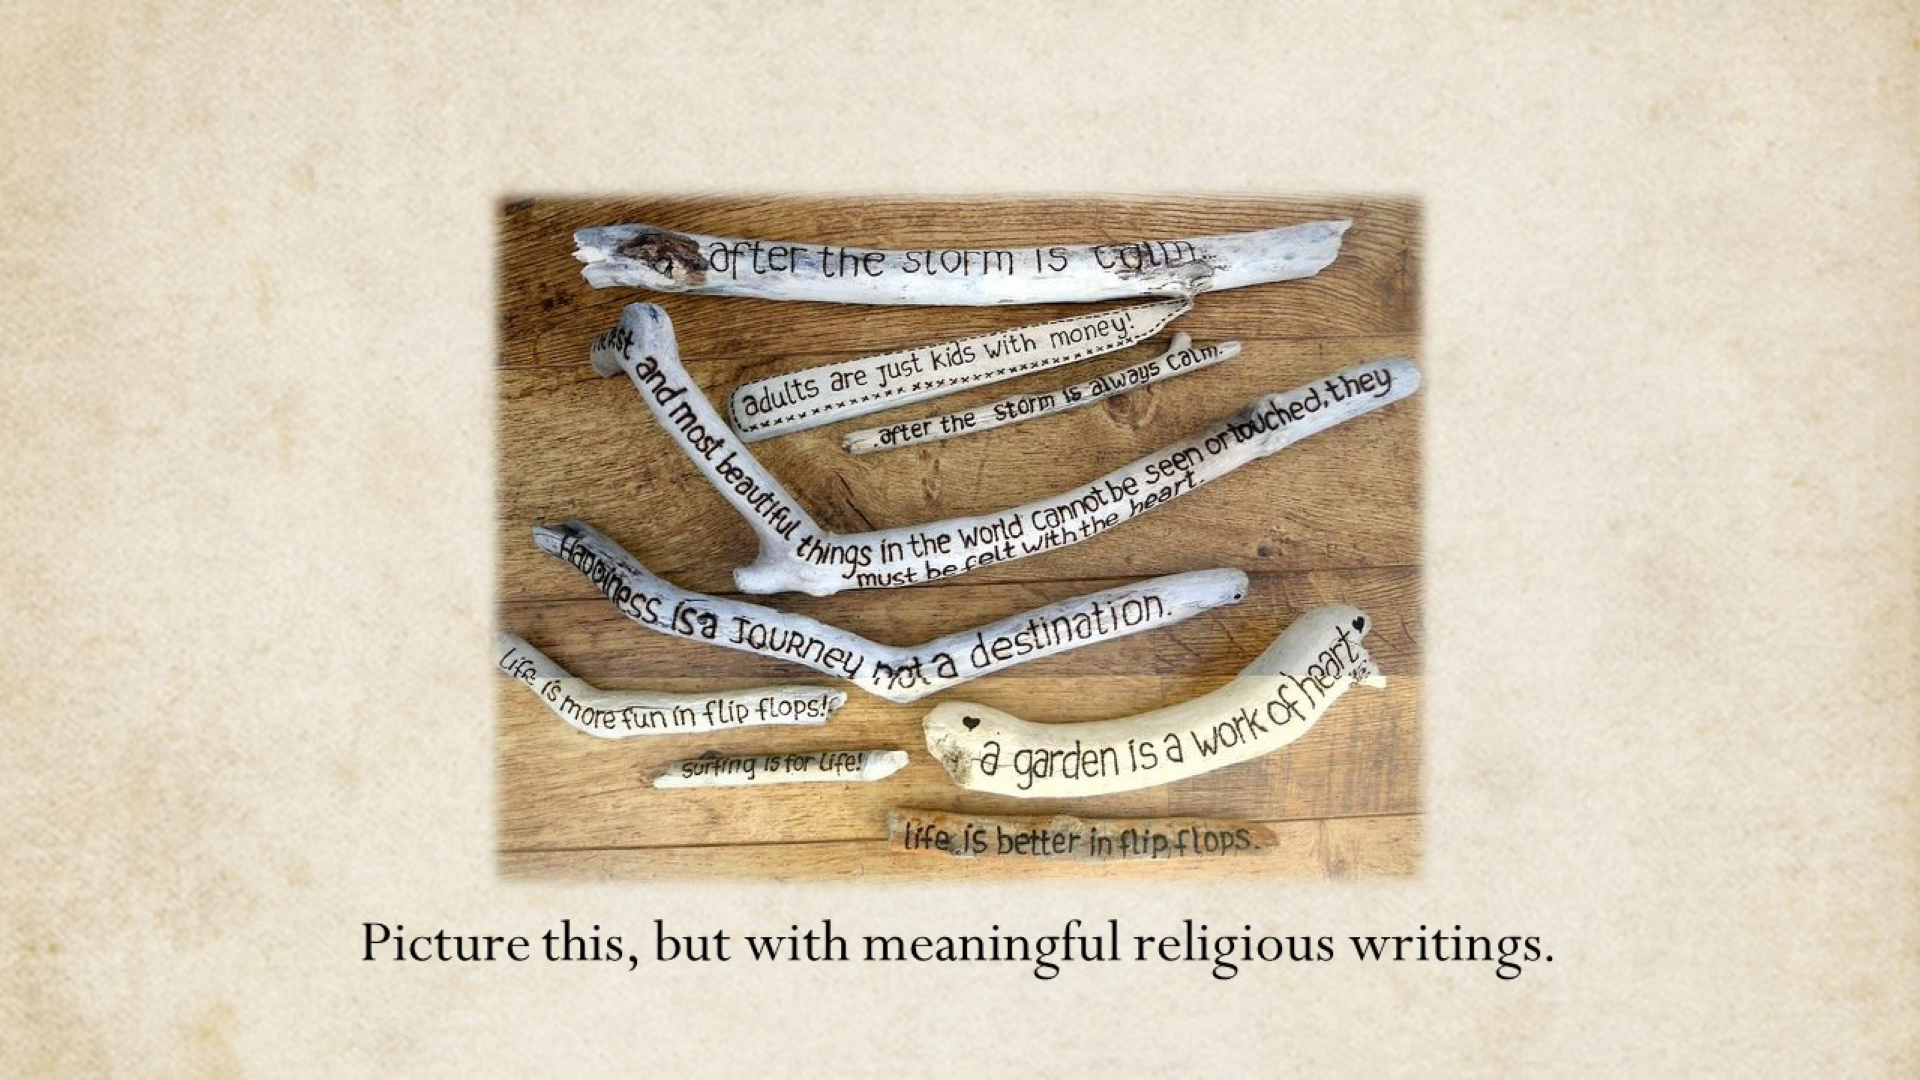 after the storm is calm.
adults are just kids with money!
after the storm is always calm.
and most beautiful things in the world cannot be seen or touched, they
must be felt with the heart.
Happiness is a JOURNEY not a destination.
Life is more fun in flip flops!
surfing is for life!
a garden is a work of heart
life is better in flip flops.
Picture this, but with meaningful religious writings.